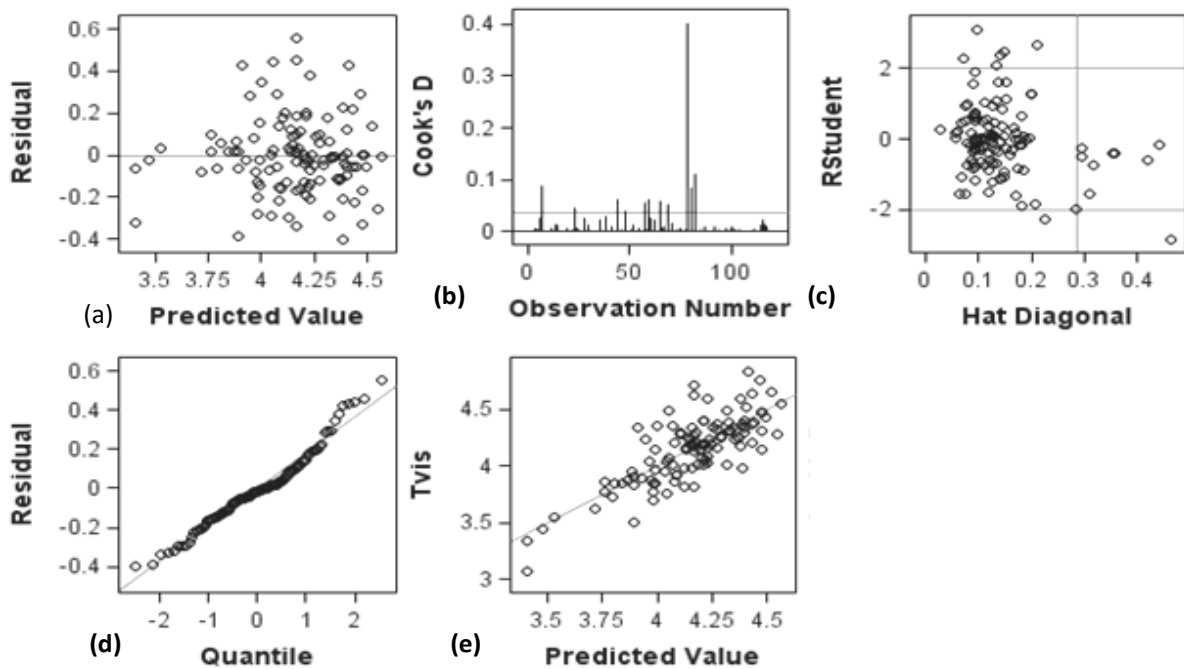 0.6
0.4
0.2
0
-0.2
-0.4
Residual
3.5 3.75 4 4.25 4.5
(a) Predicted Value
0.4
0.3
0.2
0.1
0
Cook's D
0 50 100
(b) Observation Number
2
0
-2
RStudent
0 0.1 0.2 0.3 0.4
(c) Hat Diagonal
0.6
0.4
0.2
0
-0.2
-0.4
Residual
-2 -1 0 1 2
(d) Quantile
4.5
4
3.5
3
Tvis
3.5 3.75 4 4.25 4.5
(e) Predicted Value